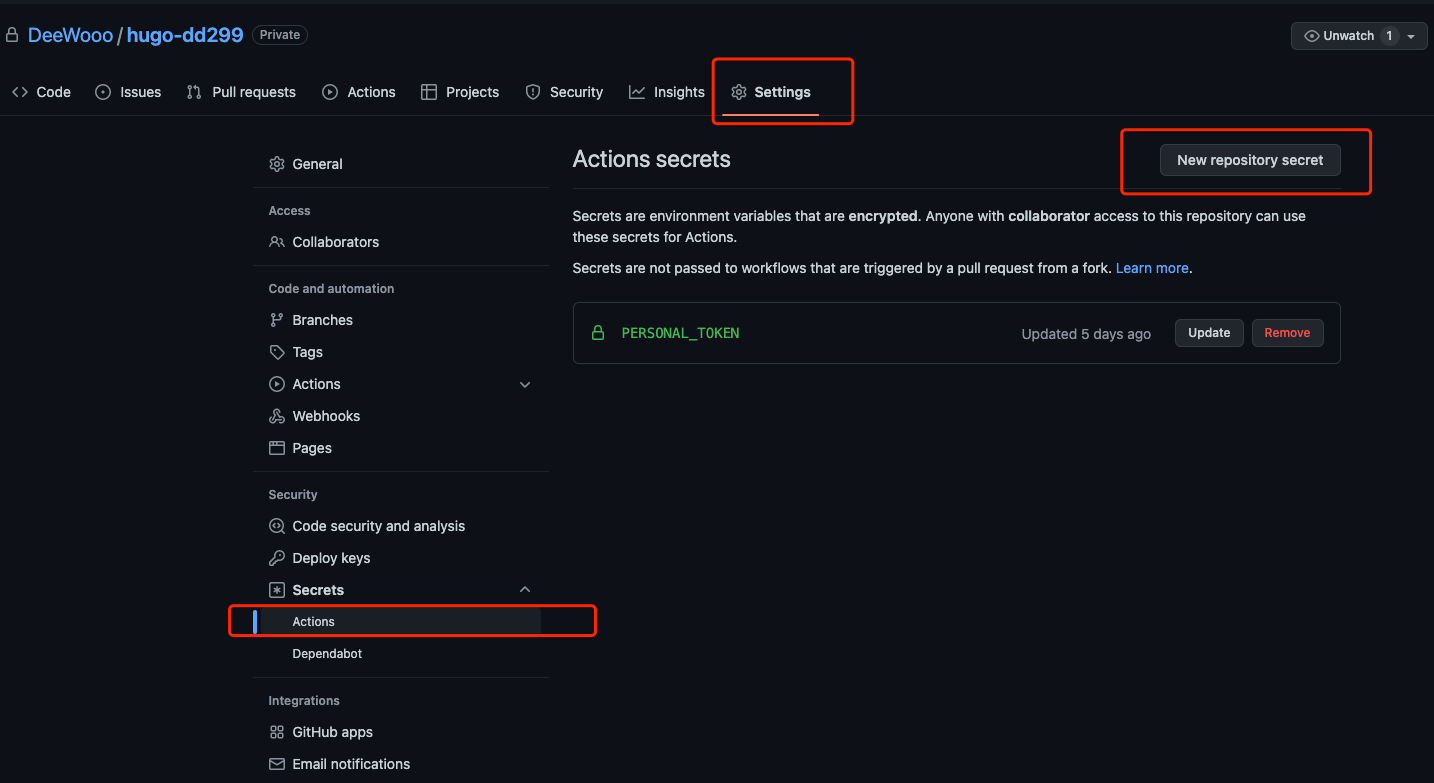 DeeWooo / hugo-dd299 Private
Unwatch 1
Code Issues Pull requests Actions Projects Security Insights Settings
General
Access
Collaborators
Code and automation
Branches
Tags
Actions
Webhooks
Pages
Security
Code security and analysis
Deploy keys
Secrets
Actions
Dependabot
Integrations
GitHub apps
Email notifications
Actions secrets
New repository secret
Secrets are environment variables that are encrypted. Anyone with collaborator access to this repository can use
these secrets for Actions.
Secrets are not passed to workflows that are triggered by a pull request from a fork. Learn more.
PERSONAL_TOKEN Updated 5 days ago Update Remove